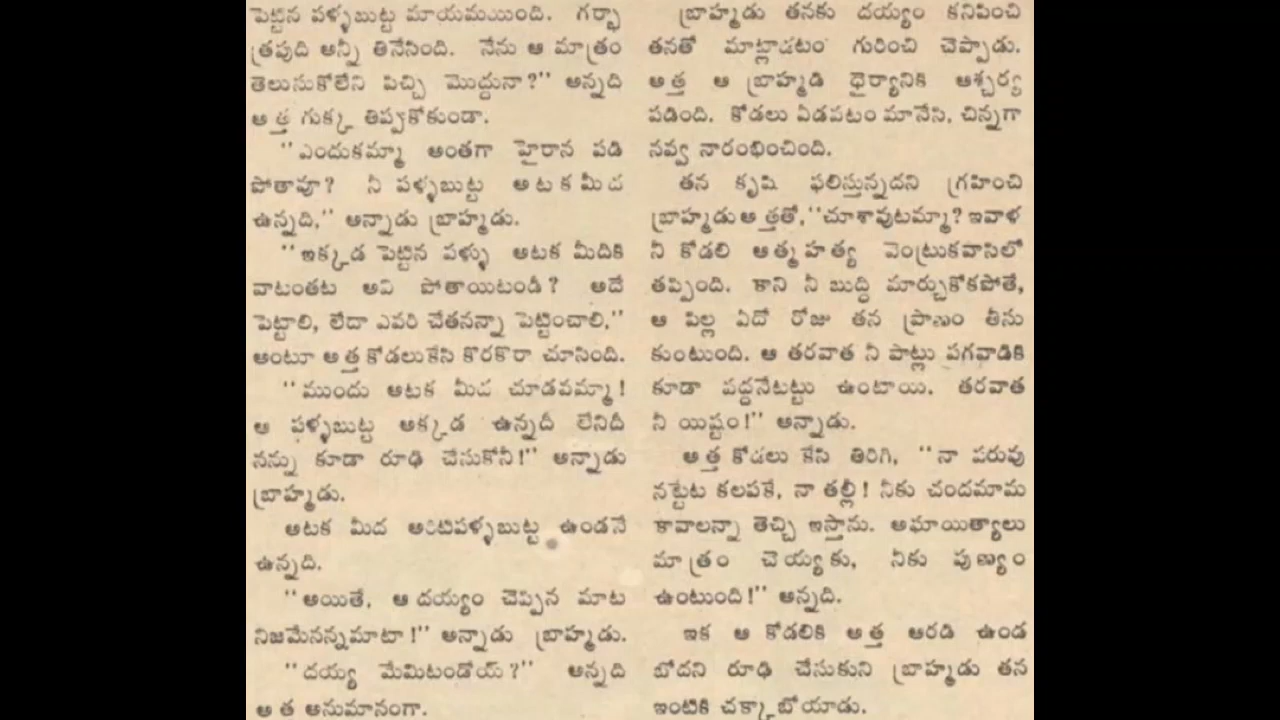 పెట్టిన పళ్ళబుట్ట మాయమయింది. గర్భా
త్రపుది అన్నీ తినేసింది. నేను ఆ మాత్రం
తెలుసుకోలేని పిచ్చి మొద్దునా?" అన్నది
అత్త గుక్క తిప్పకోకుండా.
"ఎందుకమ్మా అంతగా హైరాన పడి
పోతావూ? నీ పళ్ళబుట్ట అటకమీద
ఉన్నది," అన్నాడు బ్రాహ్మడు.
"ఇక్కడ పెట్టిన పళ్ళు అటక మీదికి
వాటంతట అవి పోతాయిటండీ? అదే
పెట్టాలి, లేదా ఎవరి చేతనన్నా పెట్టించాలి,"
అంటూ అత్త కోడలుకేసి కొరకొరా చూసింది.
"ముందు అటక మీద చూడవమ్మా!
ఆ పళ్ళబుట్ట అక్కడ ఉన్నదీ లేనిదీ
నన్ను కూడా రూఢి చేసుకోనీ!" అన్నాడు
బ్రాహ్మడు.
అటక మీద అరిటిపళ్ళబుట్ట ఉండనే
ఉన్నది.
"అయితే, ఆ దయ్యం చెప్పిన మాట
నిజమేనన్నమాటా!" అన్నాడు బ్రాహ్మడు.
"దయ్య మేమిటండోయ్?" అన్నది
అత్త అనుమానంగా.
బ్రాహ్మడు తనకు దయ్యం కనిపించి
తనతో మాట్లాడటం గురించి చెప్పాడు.
అత్త ఆ బ్రాహ్మడి ధైర్యానికి ఆశ్చర్య
పడింది. కోడలు ఏడవటం మానేసి, చిన్నగా
నవ్వ నారంభించింది.
తన కృషి ఫలిస్తున్నదని గ్రహించి
బ్రాహ్మడు అత్తతో, "చూశావుటమ్మా? ఇవాళ
నీ కోడలి ఆత్మహత్య వెంట్రుకవాసిలో
తప్పింది. కాని నీ బుద్ధి మార్చుకోకపోతే,
ఆ పిల్ల ఏదో రోజు తన ప్రాణం తీసు
కుంటుంది. ఆ తరవాత నీ పాట్లు పగవాడికి
కూడా వద్దనేటట్టు ఉంటాయి. తరవాత
నీ యిష్టం!" అన్నాడు.
అత్త కోడలు కేసి తిరిగి, "నా పరువు
నట్టేట కలపకే, నా తల్లీ! నీకు చందమామ
కావాలన్నా తెచ్చి ఇస్తాను. అఘాయిత్యాలు
మాత్రం చెయ్యకు, నీకు పుణ్యం
ఉంటుంది!" అన్నది.
ఇక ఆ కోడలికి అత్త ఆరడి ఉండ
బోదని రూఢి చేసుకుని బ్రాహ్మడు తన
ఇంటికి చక్కాబోయాడు.